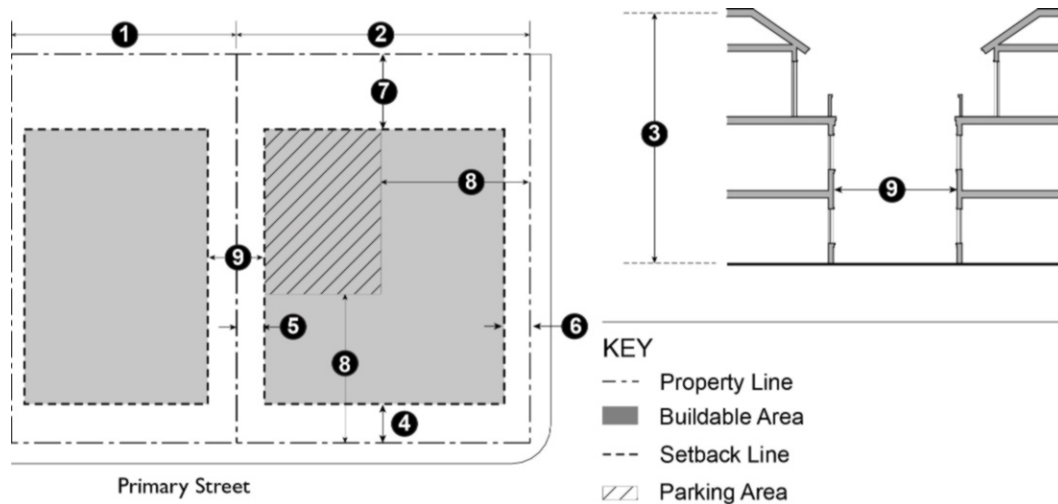 1
2
7
8
9
5
6
8
4
Primary Street
3
9
KEY
Property Line
Buildable Area
Setback Line
Parking Area